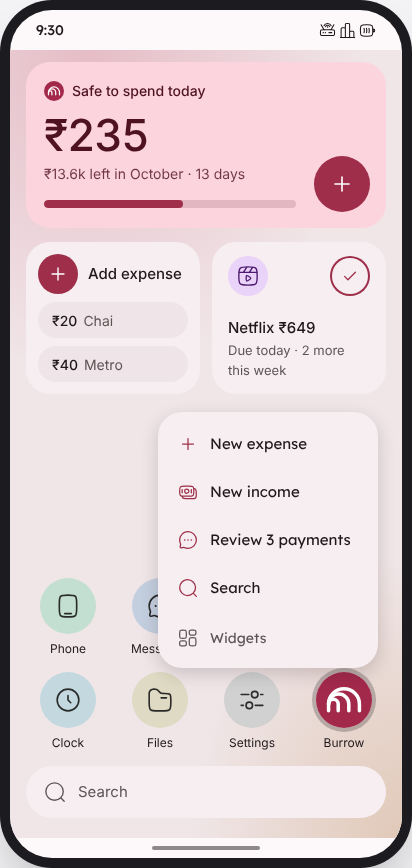 9:30
Safe to spend today
₹235
₹13.6k left in October · 13 days
Add expense
₹20 Chai
₹40 Metro
Netflix ₹649
Due today · 2 more
this week
New expense
New income
Review 3 payments
Search
Widgets
Phone
Mess
Clock
Files
Settings
Burrow
Search